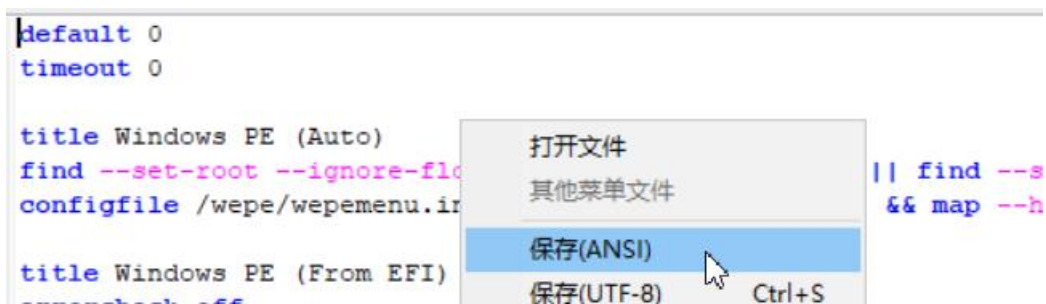 default 0
timeout 0
title Windows PE (Auto)
find --set-root --ignore-flo || find --s
configfile /wepe/wepemenu.in && map --h
title Windows PE (From EFI)
打开文件
其他菜单文件
保存(ANSI)
保存(UTF-8) Ctrl+S